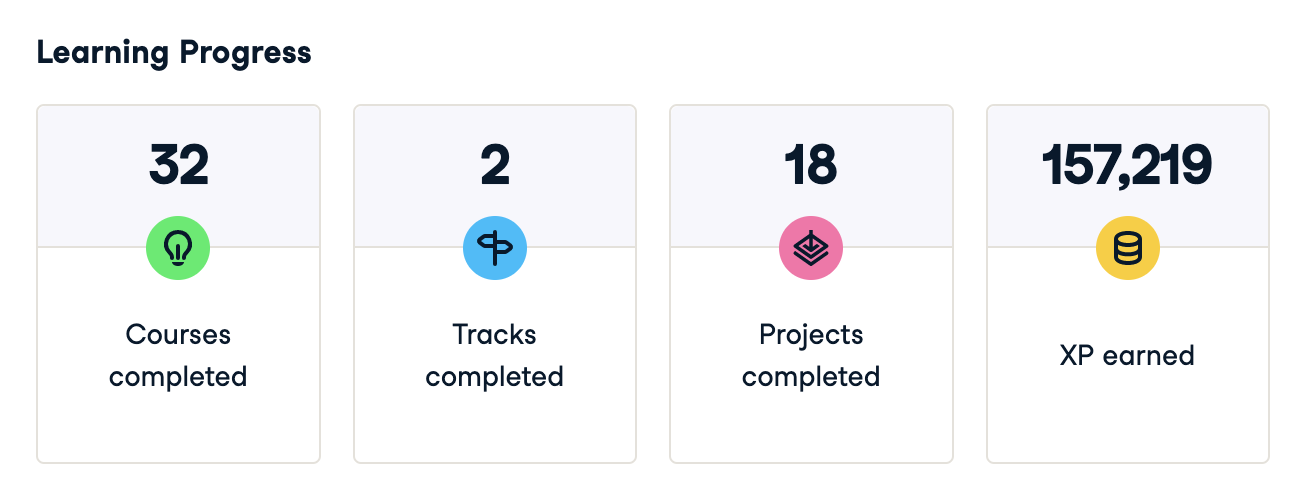 Learning Progress
32
2
18
157,219
Courses
completed
Tracks
completed
Projects
completed
XP earned